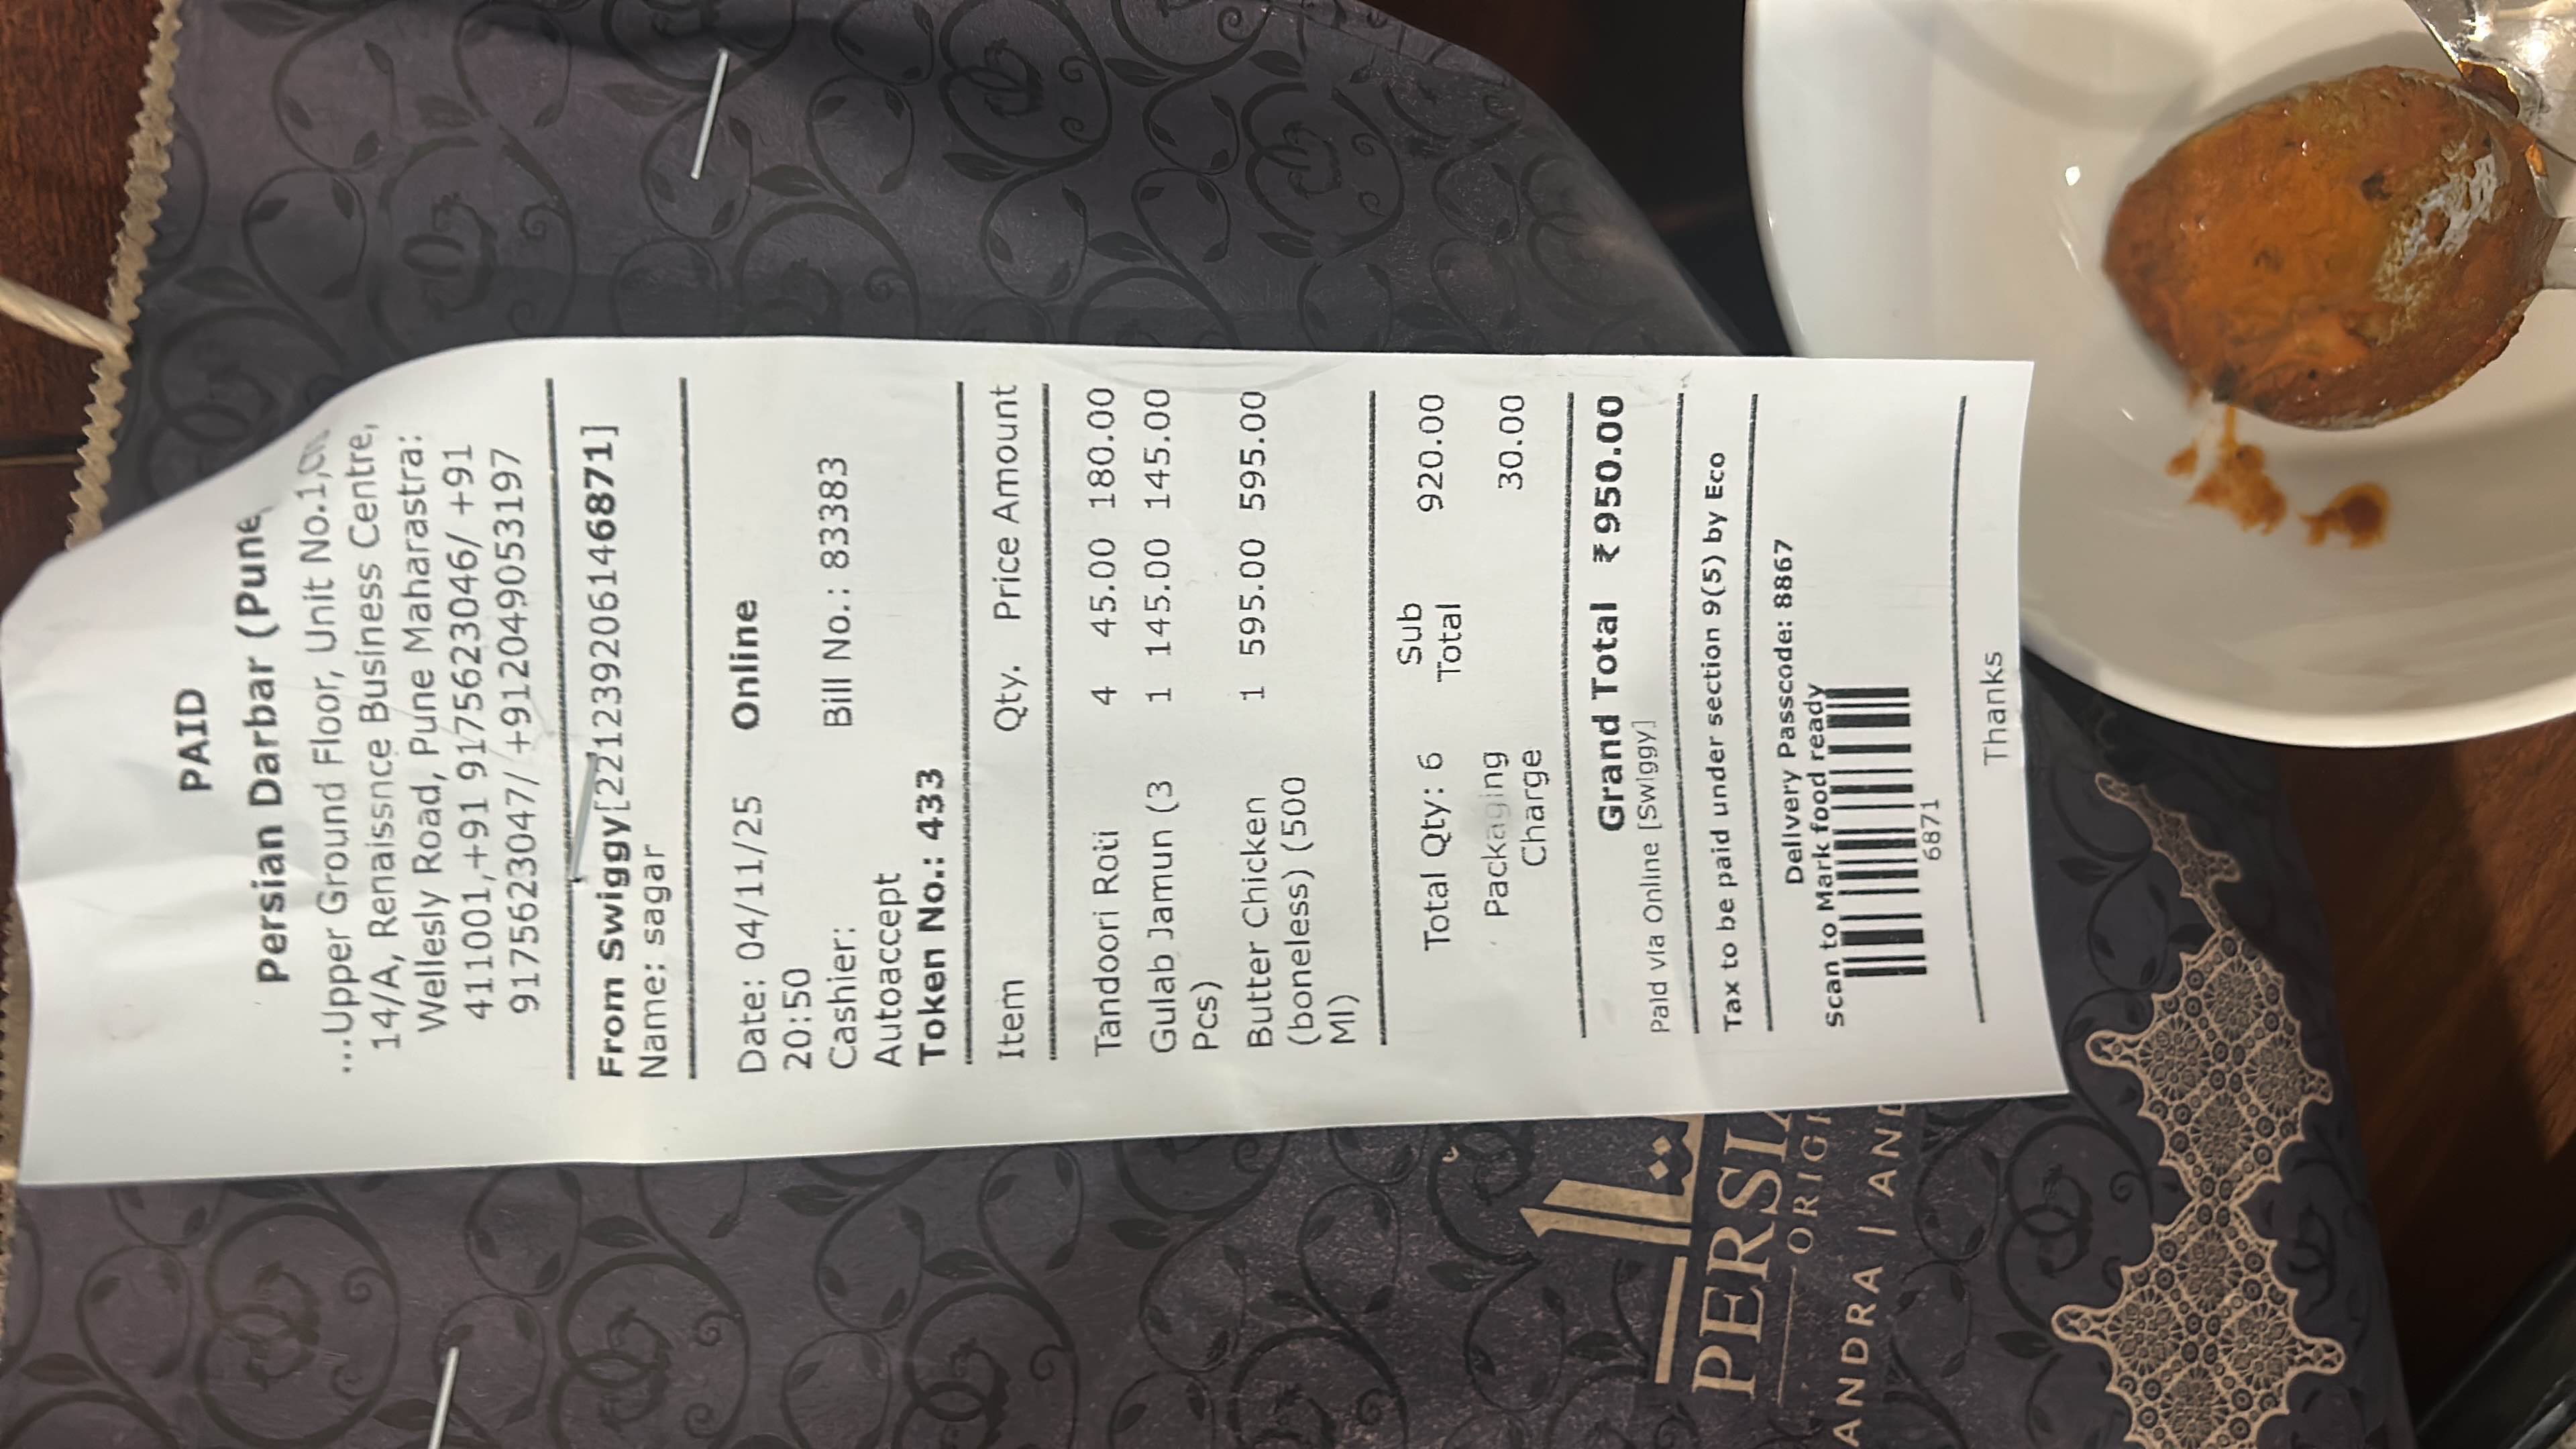 PAID
Persian Darbar (Pune
...Upper Ground Floor, Unit No.1,
14/A, Renaissnce Business Centre,
Wellesly Road, Pune Maharastra:
411001,+91 9175623046/ +91
9175623047/ +912049053197
From Swiggy[221239206146871]
Name: sagar
Date: 04/11/25 Online
20:50
Cashier: Bill No.: 83383
Autoaccept
Token No.: 433
Item Qty. Price Amount
Tandoori Roti 4 45.00 180.00
Gulab Jamun (3 1 145.00 145.00
Pcs)
Butter Chicken 1 595.00 595.00
(boneless) (500
Ml)
Total Qty: 6 Sub 920.00
Total
Packaging 30.00
Charge
Grand Total ₹950.00
Paid via Online [Swiggy]
Tax to be paid under section 9(5) by Eco
Delivery Passcode: 8867
Scan to Mark food ready
6871
Thanks
PERSIA
ORIGI
ANDRA | AND